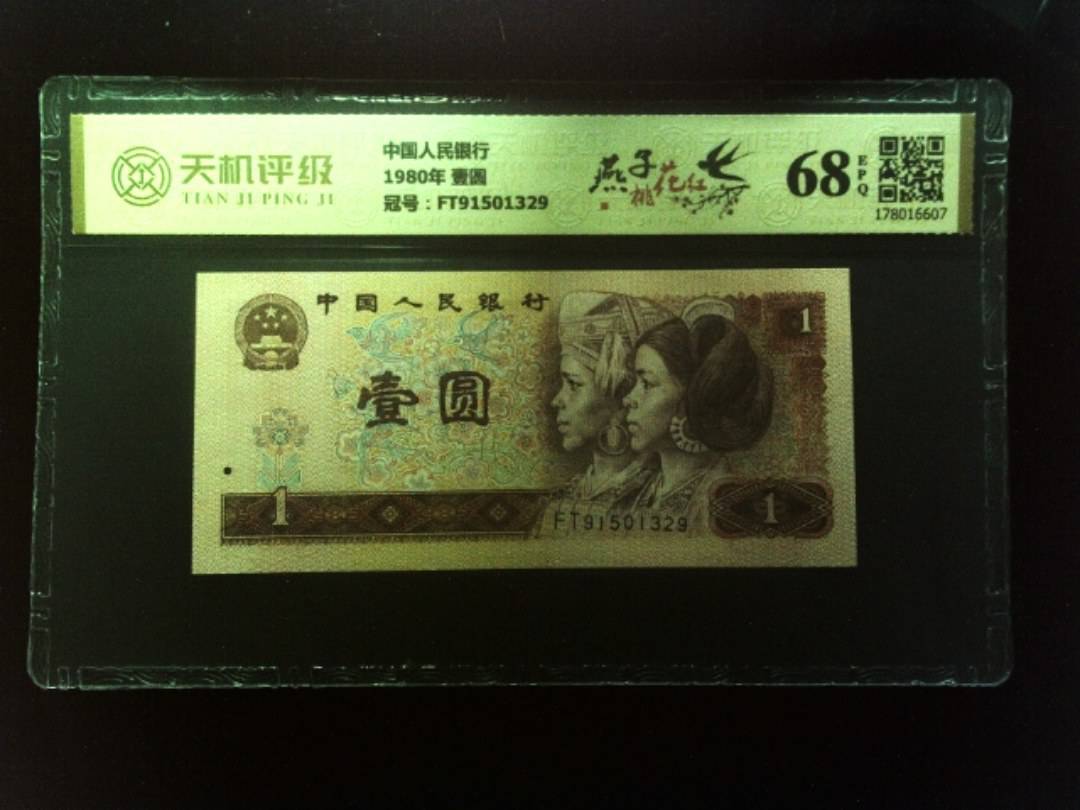 天机评级
TIAN JI PING JI
中国人民银行
1980年 壹圆
冠号：FT91501329
燕子
桃花红
68
EPQ
178016607
中国人民银行
壹圆
1
1
1
FT91501329